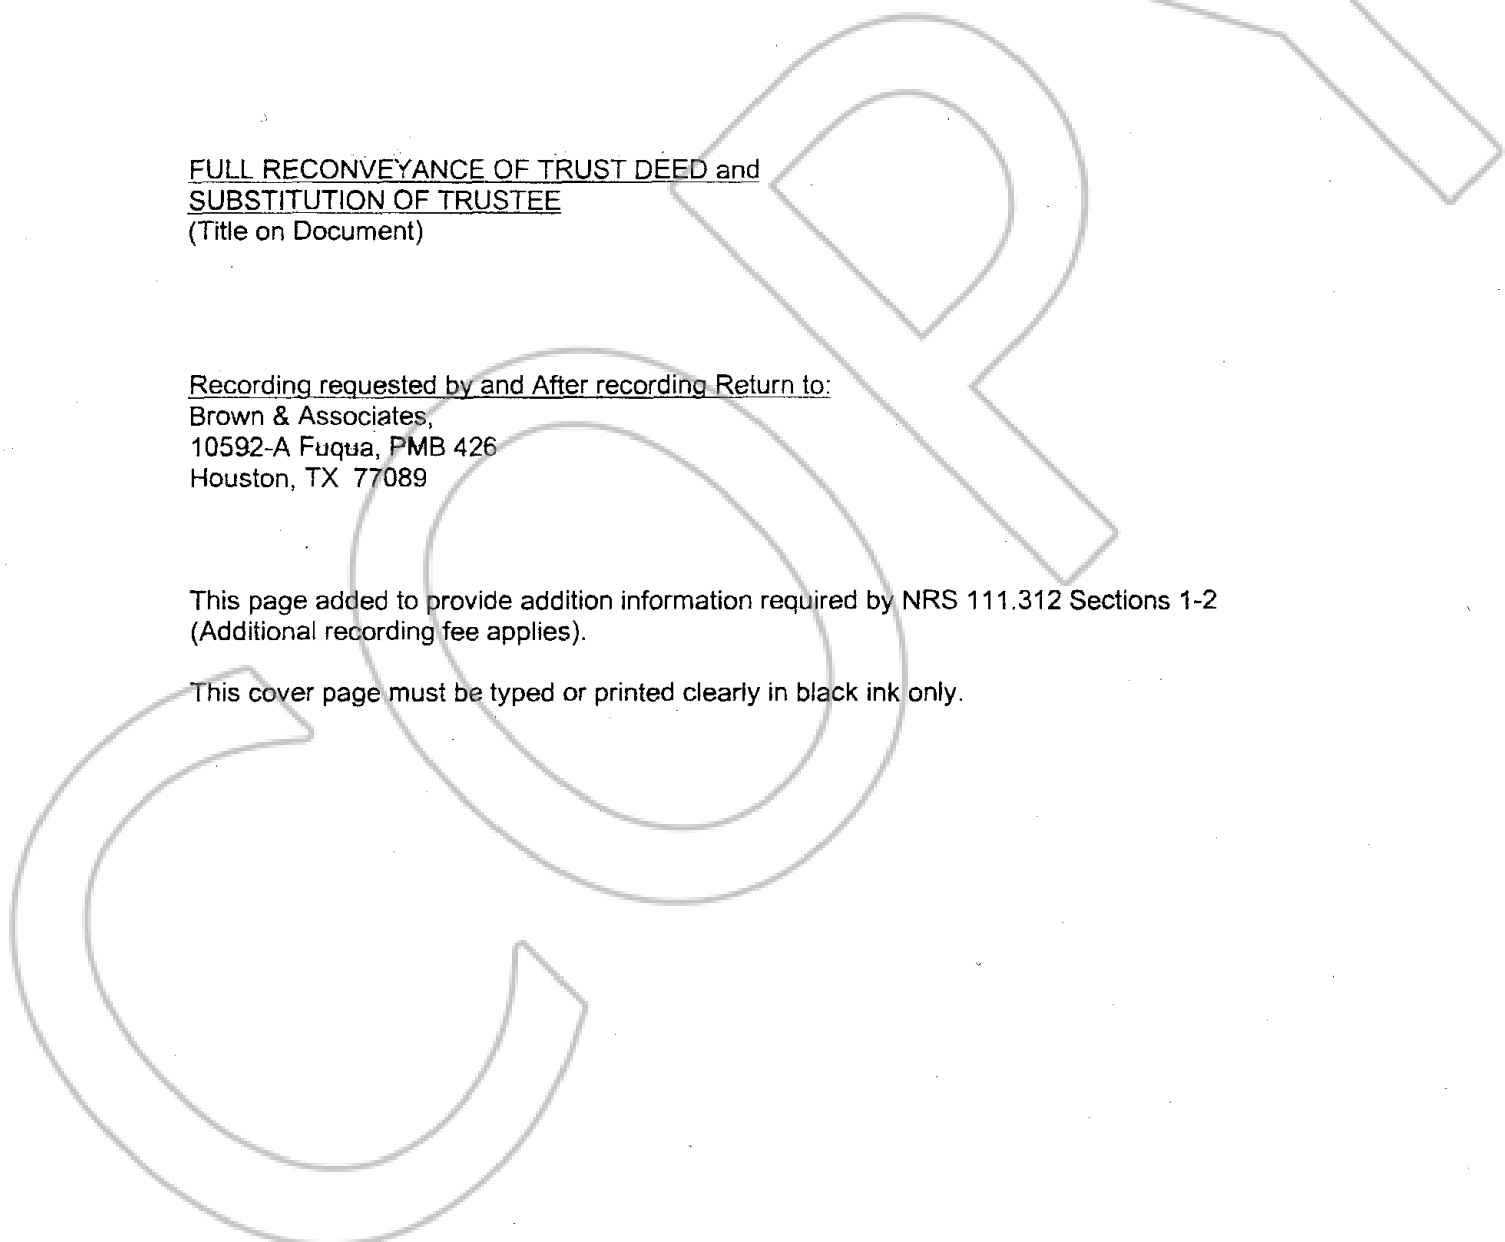 FULL RECONVEYANCE OF TRUST DEED and
SUBSTITUTION OF TRUSTEE
(Title on Document)
Recording requested by and After recording Return to:
Brown & Associates,
10592-A Fuqua, PMB 426
Houston, TX 77089
This page added to provide addition information required by NRS 111.312 Sections 1-2
(Additional recording fee applies).
This cover page must be typed or printed clearly in black ink only.
COPY